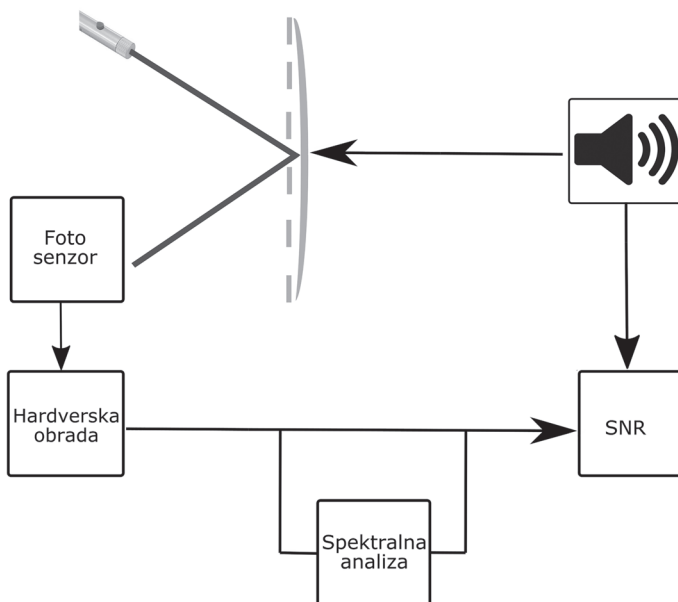 Foto
senzor
Hardverska
obrada
SNR
Spektralna
analiza